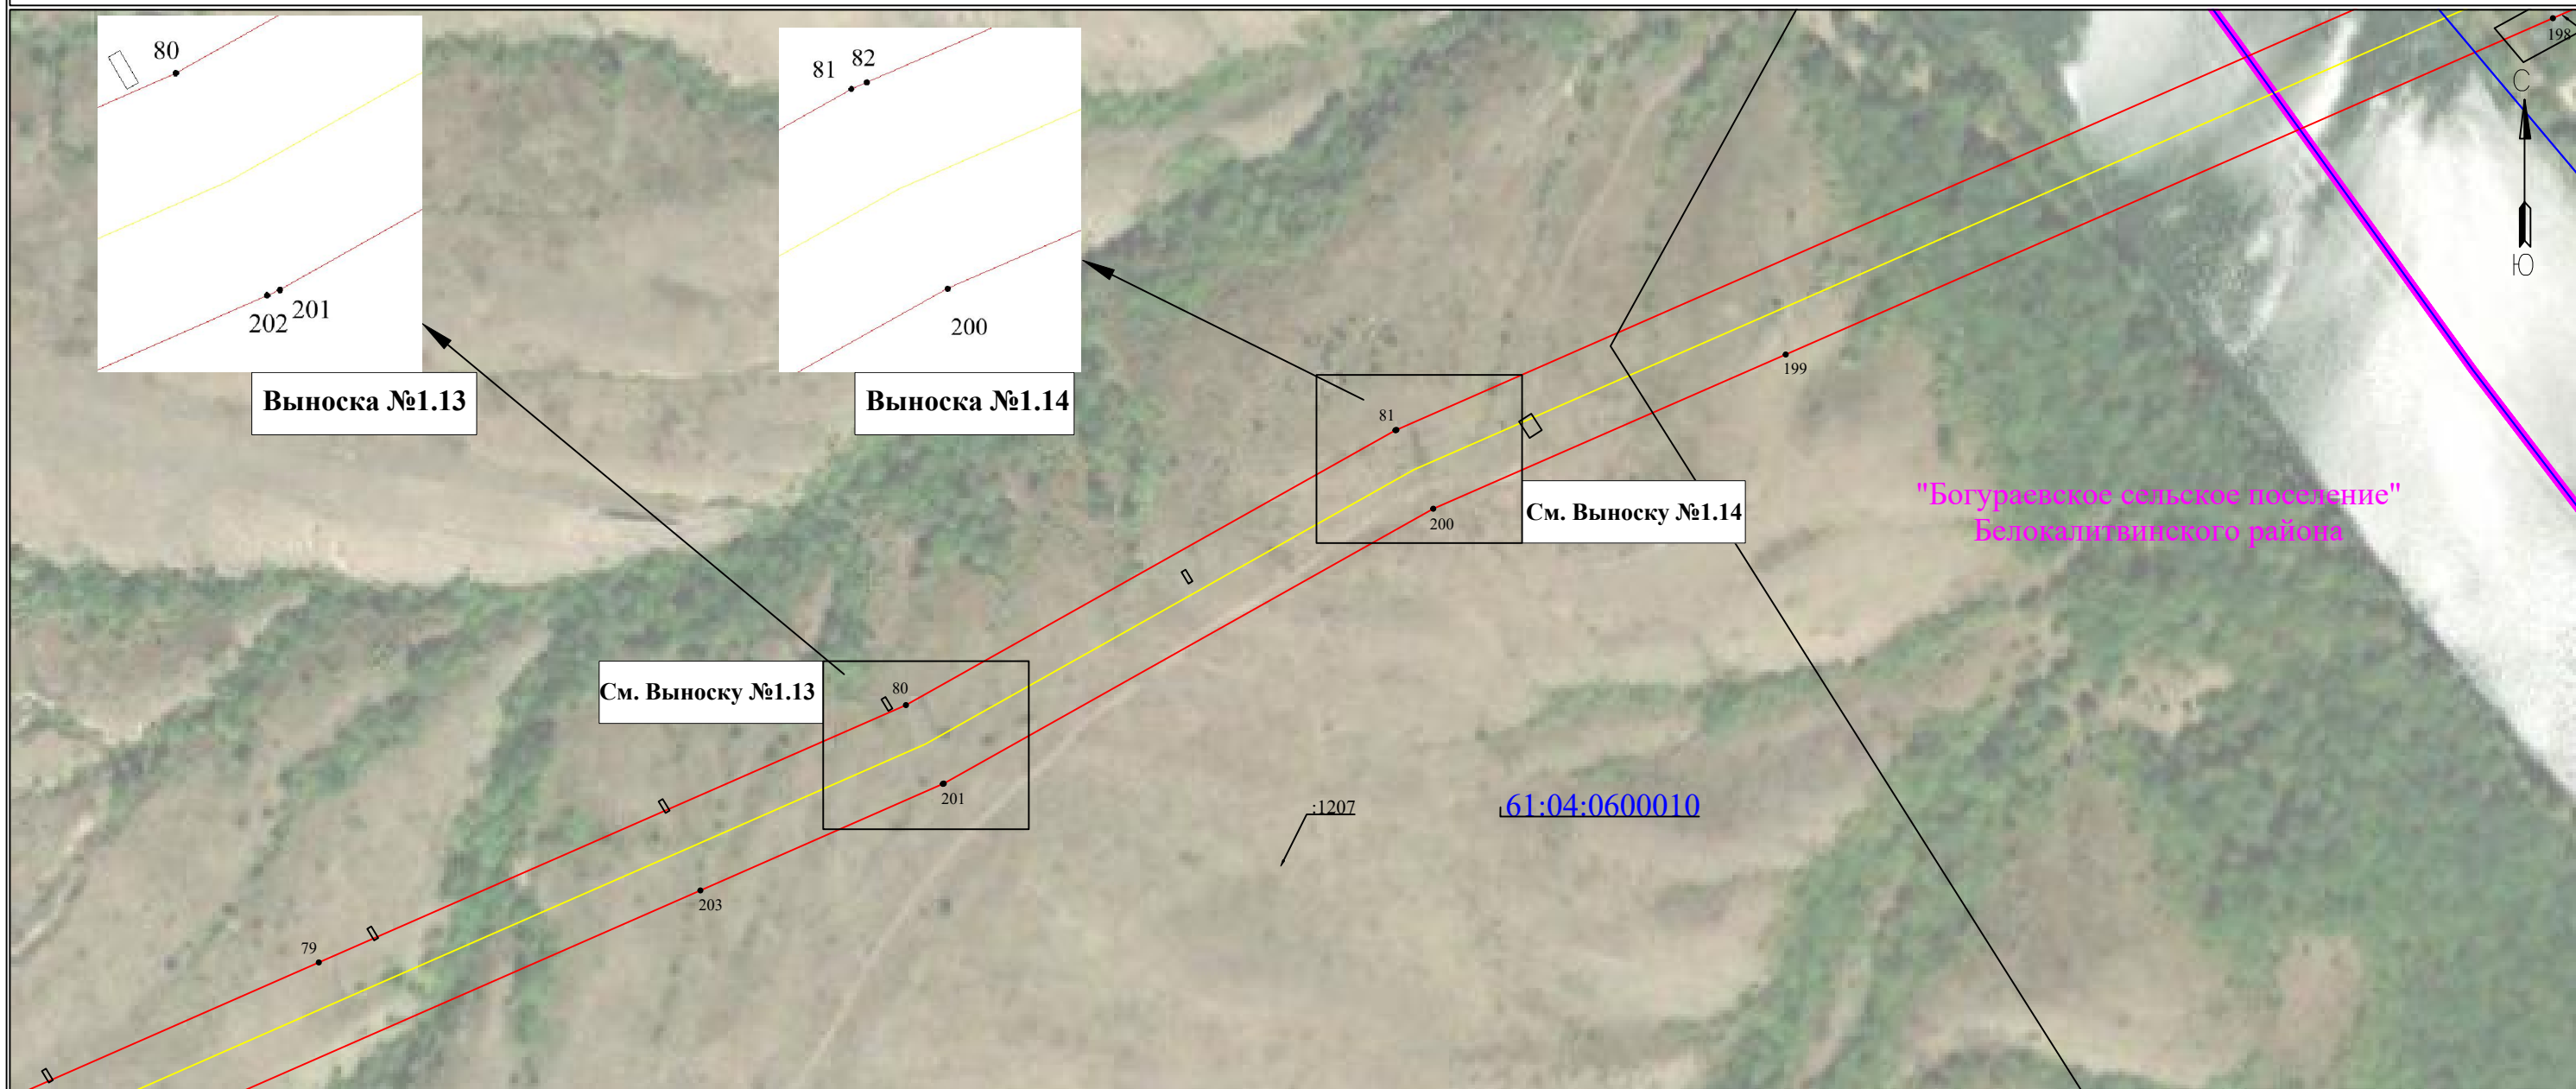 80
202
201
Выноска №1.13
81
82
200
Выноска №1.14
198
С
Ю
199
81
200
См. Выноску №1.14
"Богураевское сельское поселение"
Белокалитвинского района
См. Выноску №1.13
80
201
:1207
61:04:0600010
203
79